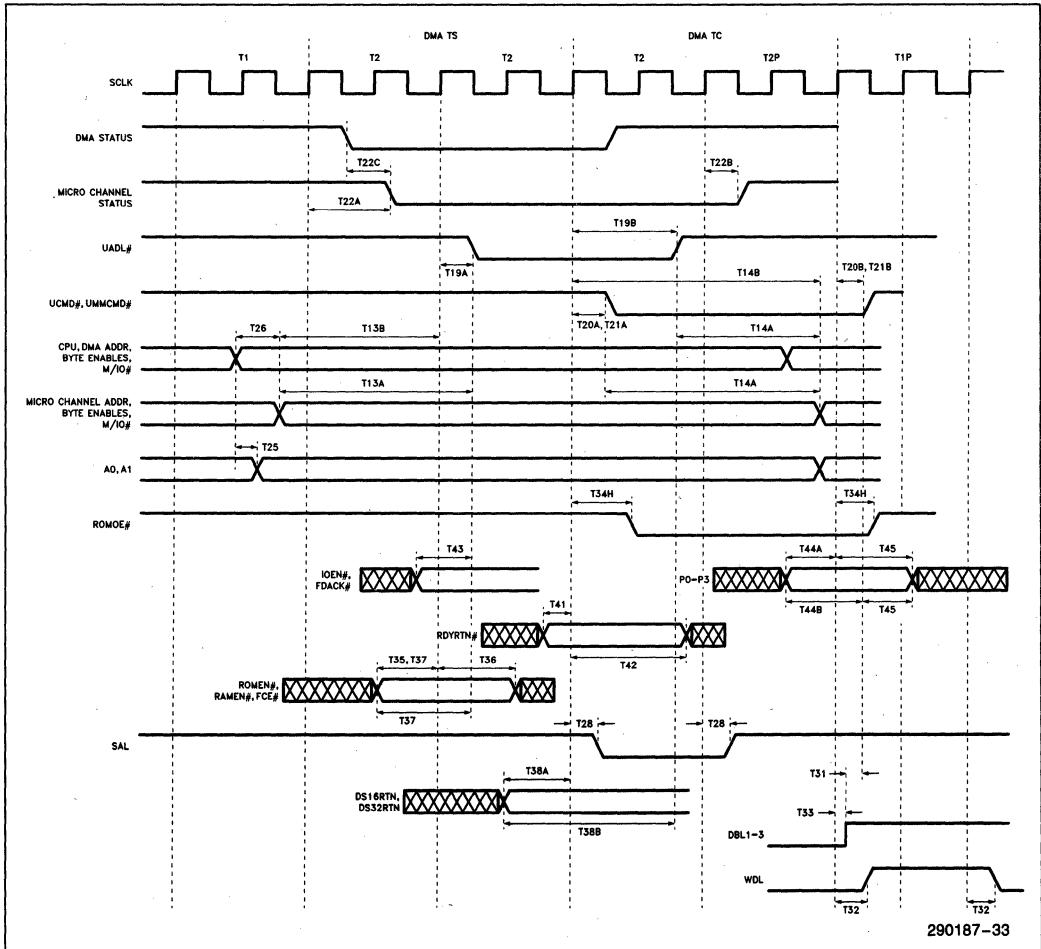 DMA TS DMA TC
T1 T2 T2 T2 T2P T1P
SCLK
DMA STATUS
T22C T22B
MICRO CHANNEL
STATUS
T22A
T19B
UADL#
T19A T20B, T21B
T14B
UCMD#, UMMCMD#
T20A, T21A
T26 T13B T14A
CPU, DMA ADDR,
BYTE ENABLES,
M/IO#
T13A T14A
MICRO CHANNEL ADDR,
BYTE ENABLES,
M/IO#
T25
A0, A1
T34H T34H
ROMOE#
T43 T44A T45
IOEN#,
FDACK#
P0-P3
T44B T45
T41
RDYRTN#
T42
T35, T37 T36
ROMEN#,
RAMEN#, FCE#
T37
T28 T28
SAL
T38A T31
DS16RTN,
DS32RTN
T33
T38B
DBL1-3
WDL
T32 T32
290187-33